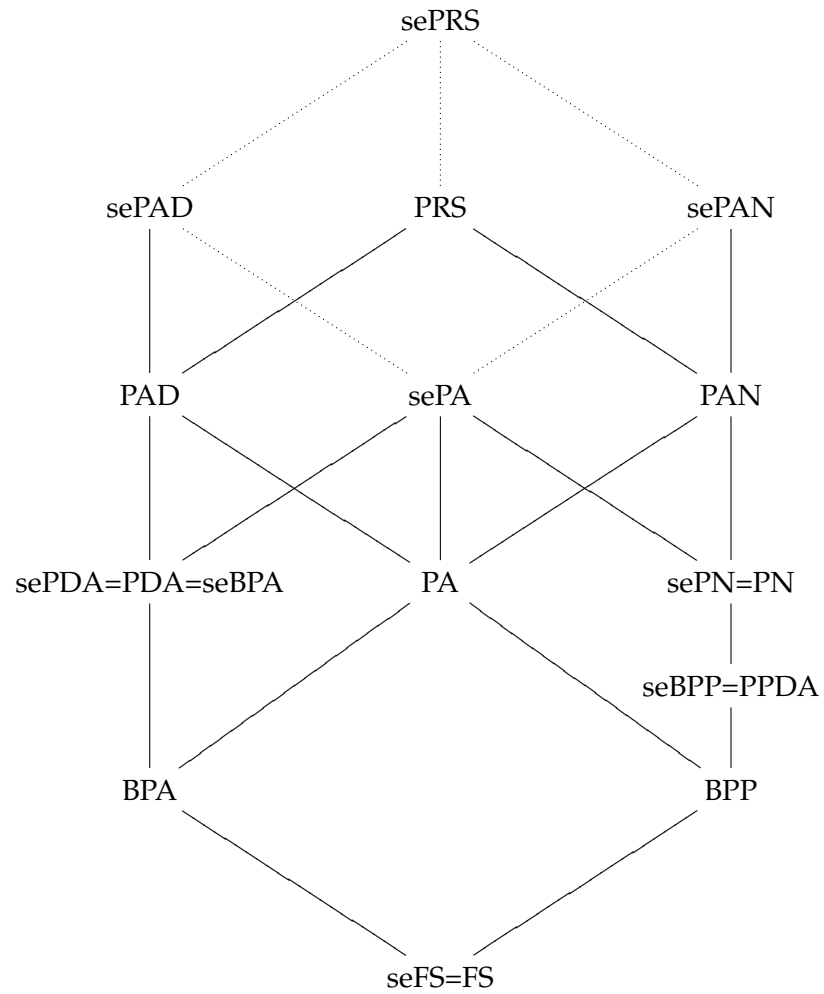 sePRS
sePAD PRS sePAN
PAD sePA PAN
sePDA=PDA=seBPA PA sePN=PN
seBPP=PPDA
BPA BPP
seFS=FS